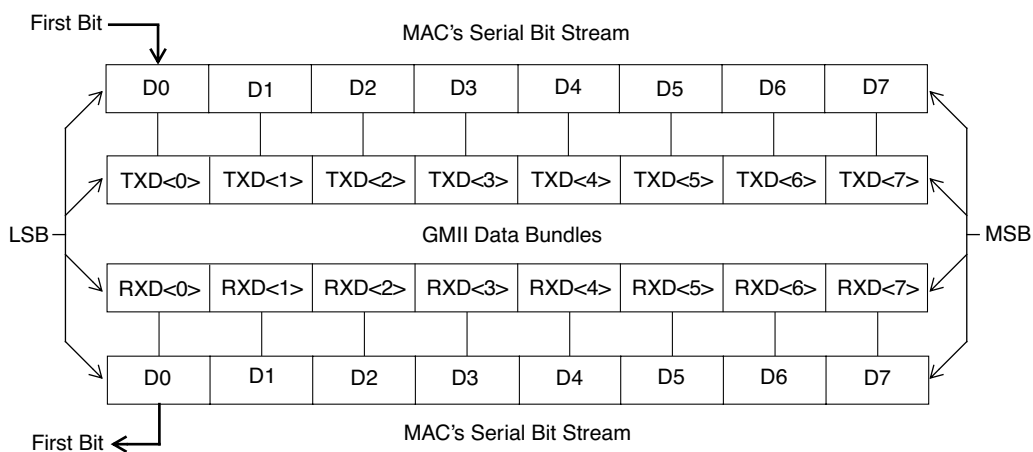 First Bit
MAC's Serial Bit Stream
D0 D1 D2 D3 D4 D5 D6 D7
TXD<0> TXD<1> TXD<2> TXD<3> TXD<4> TXD<5> TXD<6> TXD<7>
LSB GMII Data Bundles MSB
RXD<0> RXD<1> RXD<2> RXD<3> RXD<4> RXD<5> RXD<6> RXD<7>
D0 D1 D2 D3 D4 D5 D6 D7
First Bit MAC's Serial Bit Stream